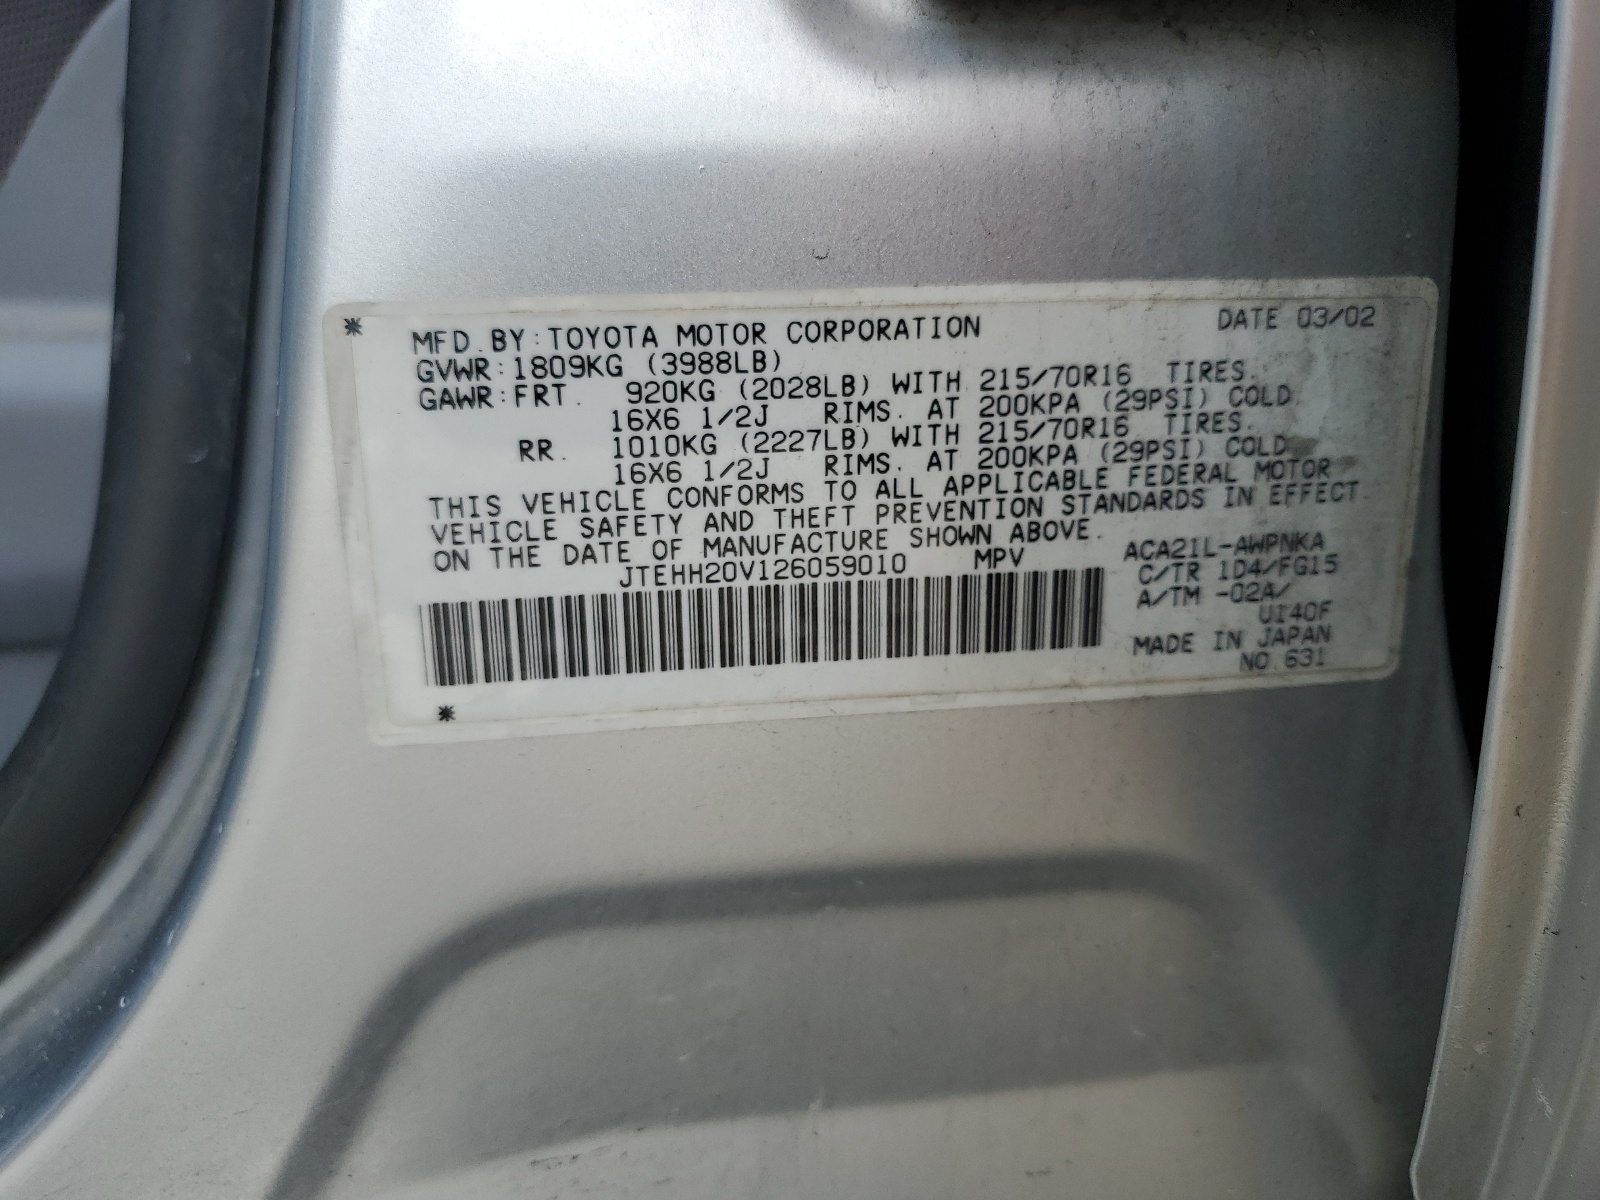 MFD. BY: TOYOTA MOTOR CORPORATION DATE 03/02
GVWR: 1809KG (3988LB)
GAWR: FRT. 920KG (2028LB) WITH 215/70R16 TIRES.
16X6 1/2J RIMS. AT 200KPA (29PSI) COLD.
RR. 1010KG (2227LB) WITH 215/70R16 TIRES.
16X6 1/2J RIMS. AT 200KPA (29PSI) COLD.
THIS VEHICLE CONFORMS TO ALL APPLICABLE FEDERAL MOTOR
VEHICLE SAFETY AND THEFT PREVENTION STANDARDS IN EFFECT
ON THE DATE OF MANUFACTURE SHOWN ABOVE.
JTEHH20V126059010 MPV
ACA21L-AWPNKA
C/TR 1D4/FG15
A/TM -02A/
U140F
MADE IN JAPAN
NO.631